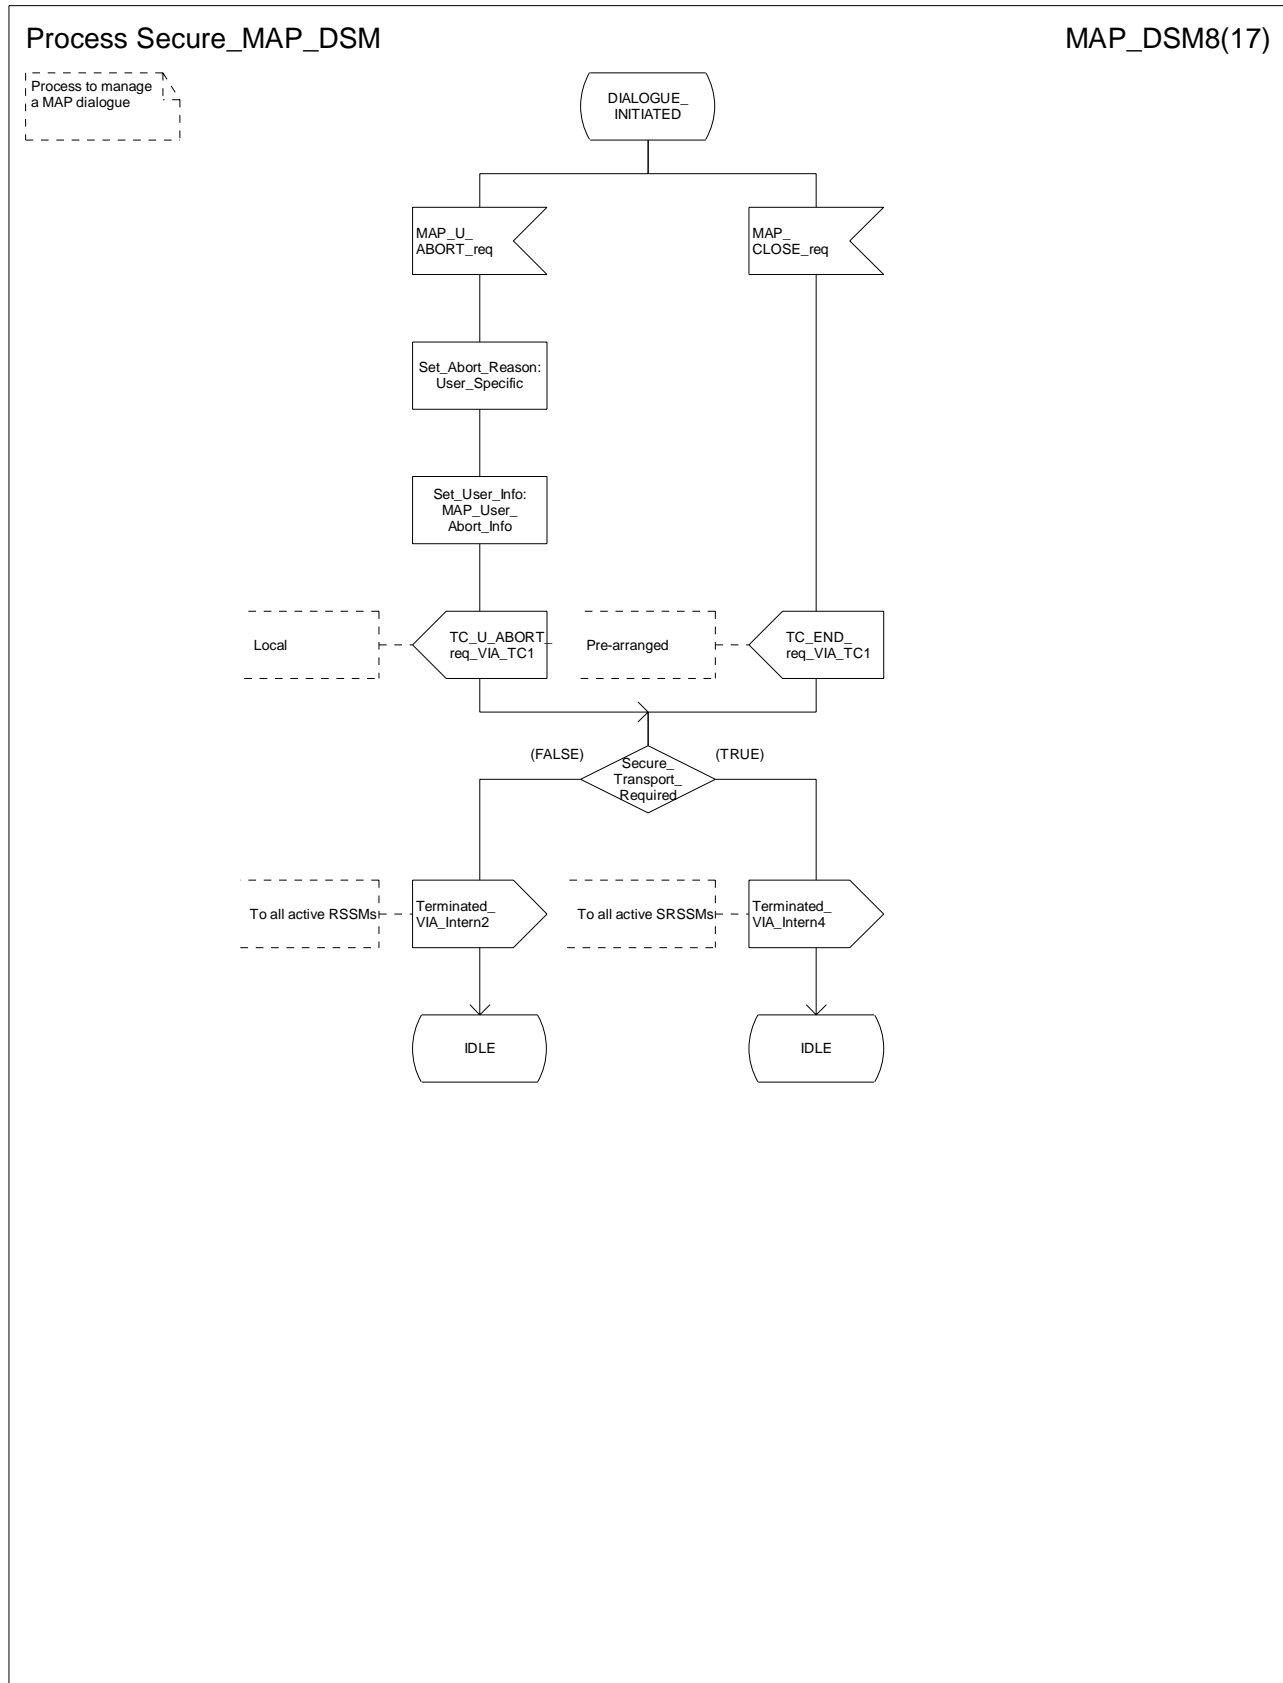 Process Secure_MAP_DSM
MAP_DSM8(17)
Process to manage
a MAP dialogue
DIALOGUE_
INITIATED
MAP_U_
ABORT_req
MAP_
CLOSE_req
Set_Abort_Reason:
User_Specific
Set_User_Info:
MAP_User_
Abort_Info
Local
TC_U_ABORT_
req_VIA_TC1
Pre-arranged
TC_END_
req_VIA_TC1
(FALSE)
(TRUE)
Secure_
Transport_
Required
To all active RSSMs
Terminated_
VIA_Intern2
To all active SRSSMs
Terminated_
VIA_Intern4
IDLE
IDLE